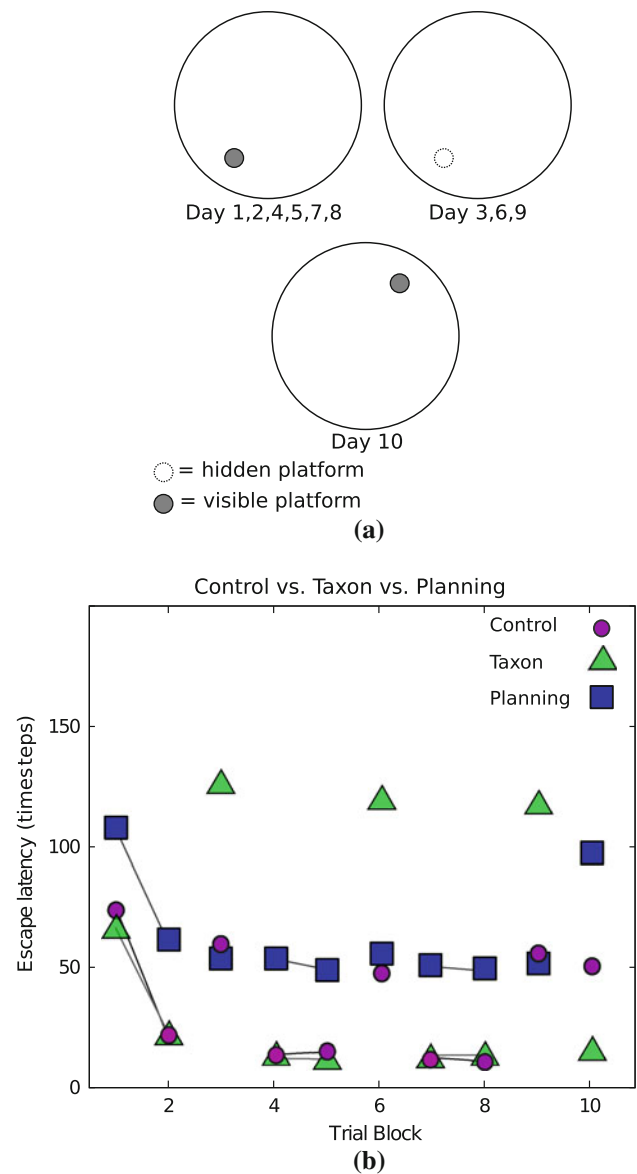 Day 1,2,4,5,7,8
Day 3,6,9
Day 10
= hidden platform
= visible platform
(a)
Control vs. Taxon vs. Planning
Control
Taxon
Planning
Escape latency (timesteps)
150
100
50
0
2
4
6
8
10
Trial Block
(b)